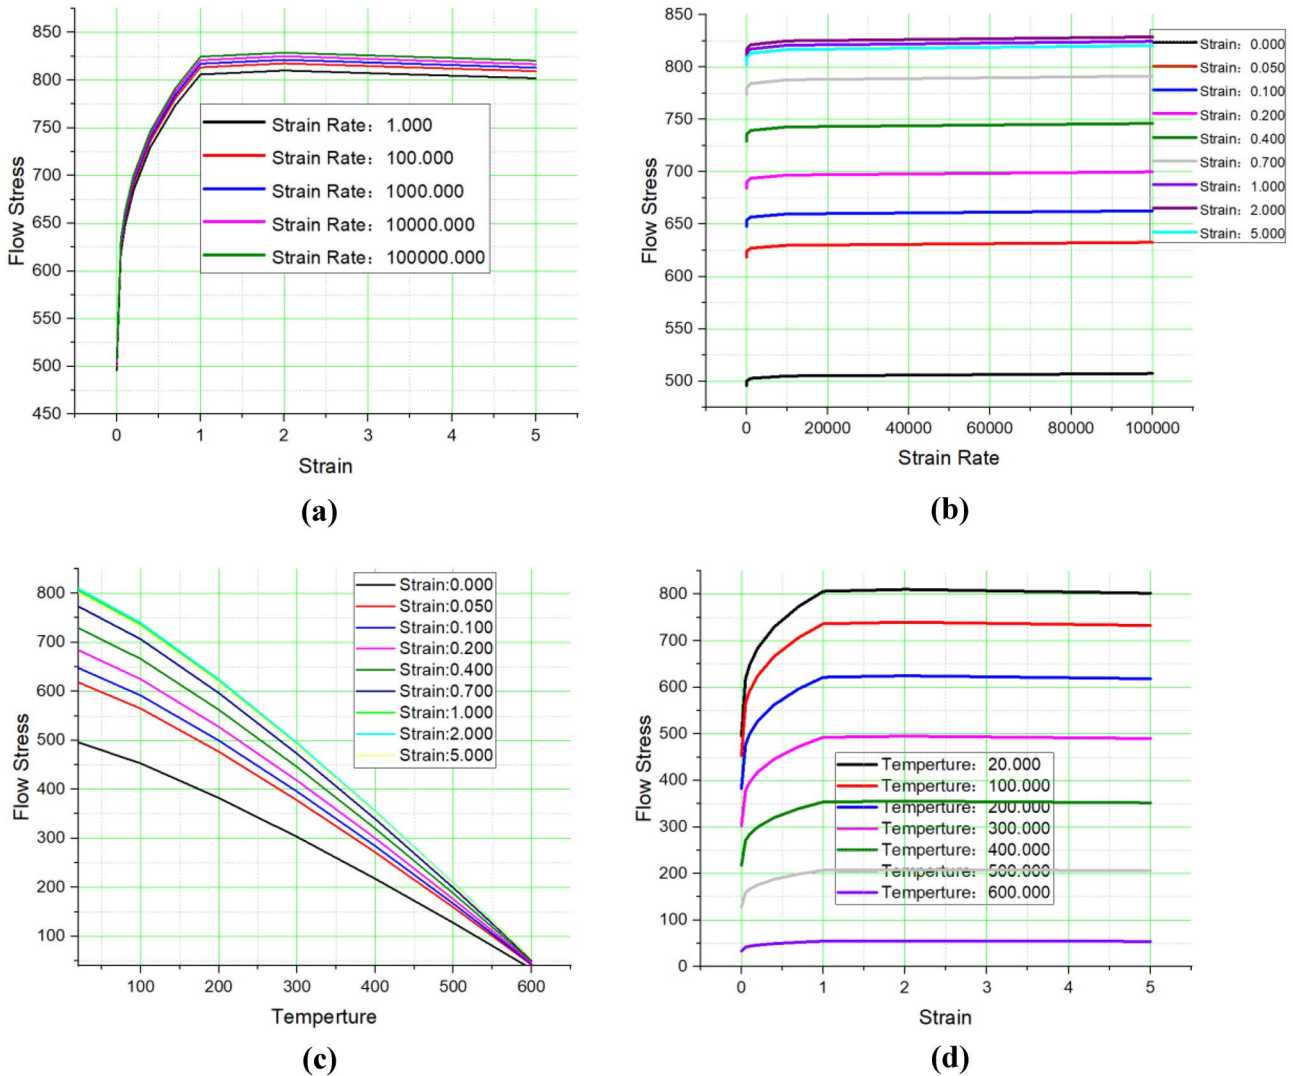 875
850
800
750
700
650
600
550
500
450
Flow Stress
Strain Rate：1.000
Strain Rate：100.000
Strain Rate：1000.000
Strain Rate：10000.000
Strain Rate：100000.000
0 1 2 3 4 5
Strain
(a)
850
800
750
700
650
600
550
500
Flow Stress
Strain：0.000
Strain：0.050
Strain：0.100
Strain：0.200
Strain：0.400
Strain：0.700
Strain：1.000
Strain：2.000
Strain：5.000
0 20000 40000 60000 80000 100000
Strain Rate
(b)
800
700
600
500
400
300
200
100
Flow Stress
Strain:0.000
Strain:0.050
Strain:0.100
Strain:0.200
Strain:0.400
Strain:0.700
Strain:1.000
Strain:2.000
Strain:5.000
100 200 300 400 500 600
Temperture
(c)
800
700
600
500
400
300
200
100
0
Flow Stress
Temperture：20.000
Temperture：100.000
Temperture：200.000
Temperture：300.000
Temperture：400.000
Temperture：500.000
Temperture：600.000
0 1 2 3 4 5
Strain
(d)